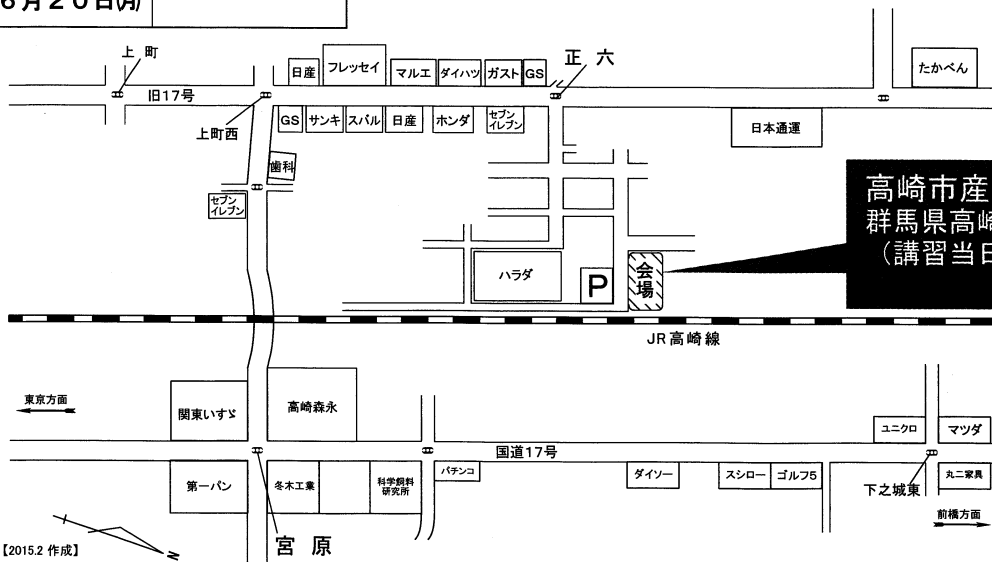 6月20日(月)
上町
正六
日産
フレッセイ
マルエ
ダイハツ
ガスト
GS
たかべん
旧17号
上町西
GS
サンキ
スバル
日産
ホンダ
セブン
イレブン
日本通運
歯科
セブン
イレブン
高崎市産
群馬県高崎
（講習当日
ハラダ
P
会場
JR高崎線
東京方面
関東いすゞ
高崎森永
ユニクロ
マツダ
国道17号
第一パン
冬木工業
科学飼料
研究所
パチンコ
ダイソー
スシロー
ゴルフ5
下之城東
丸二家具
前橋方面
宮原
N
【2015.2 作成】